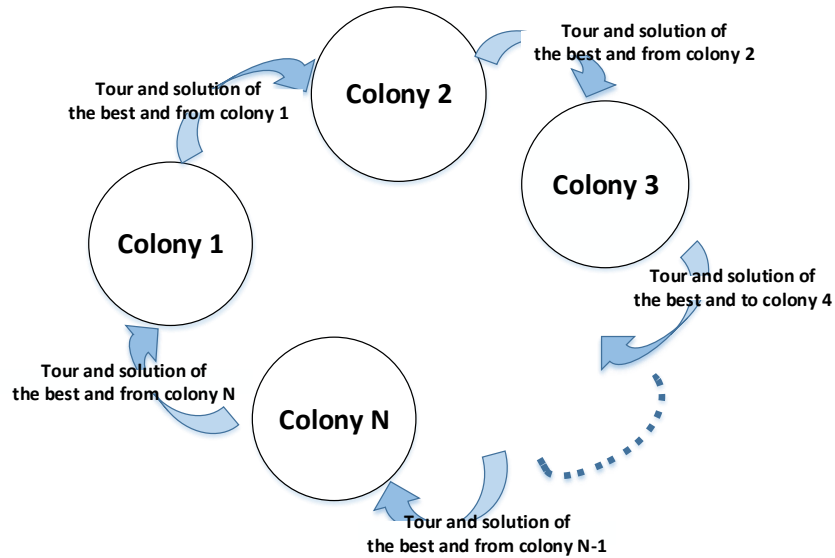 Tour and solution of
the best and from colony 2
Colony 2
Tour and solution of
the best and from colony 1
Colony 3
Colony 1
Tour and solution of
the best and to colony 4
Tour and solution of
the best and from colony N
Colony N
Tour and solution of
the best and from colony N-1